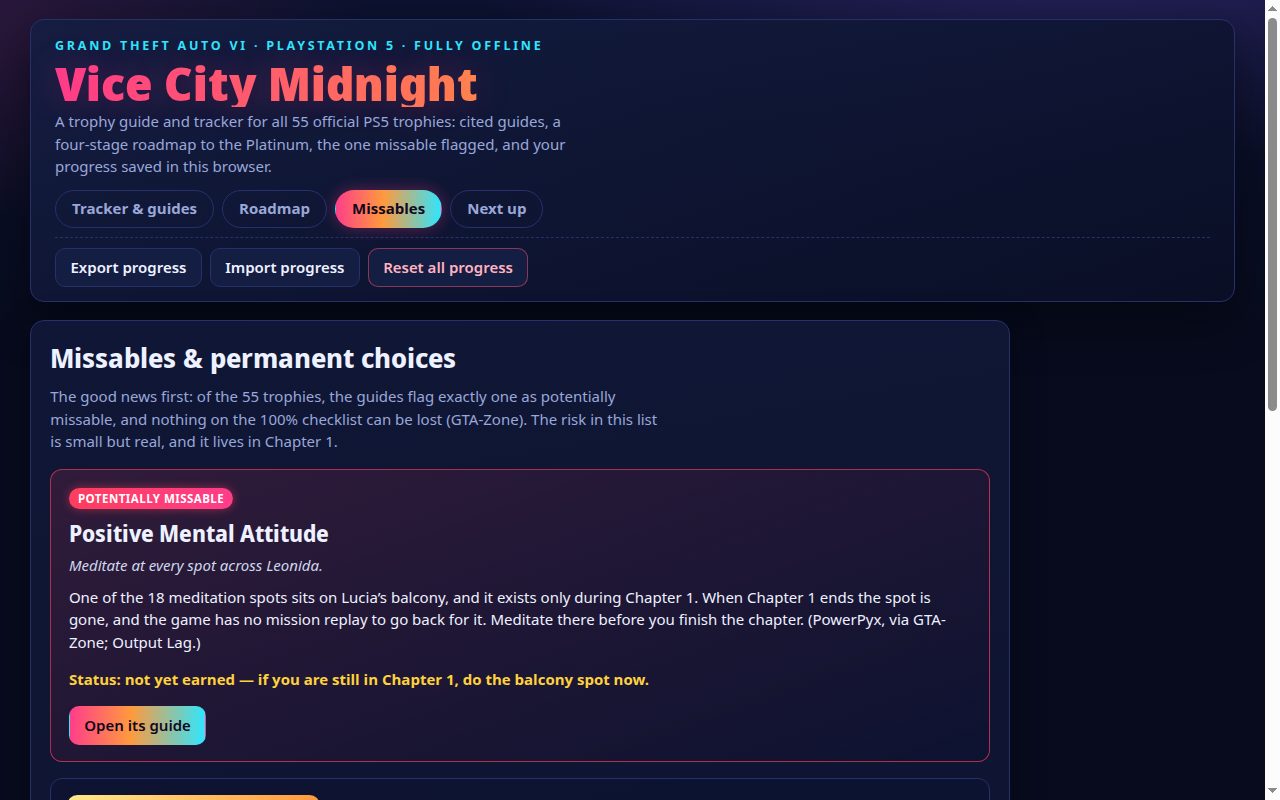 GRAND THEFT AUTO VI · PLAYSTATION 5 · FULLY OFFLINE
Vice City Midnight
A trophy guide and tracker for all 55 official PS5 trophies: cited guides, a
four-stage roadmap to the Platinum, the one missable flagged, and your
progress saved in this browser.
Tracker & guides
Roadmap
Missables
Next up
Export progress
Import progress
Reset all progress
Missables & permanent choices
The good news first: of the 55 trophies, the guides flag exactly one as potentially
missable, and nothing on the 100% checklist can be lost (GTA-Zone). The risk in this list
is small but real, and it lives in Chapter 1.
POTENTIALLY MISSABLE
Positive Mental Attitude
Meditate at every spot across Leonida.
One of the 18 meditation spots sits on Lucia’s balcony, and it exists only during Chapter 1. When Chapter 1 ends the spot is
gone, and the game has no mission replay to go back for it. Meditate there before you finish the chapter. (PowerPyx, via GTA-
Zone; Output Lag.)
Status: not yet earned — if you are still in Chapter 1, do the balcony spot now.
Open its guide